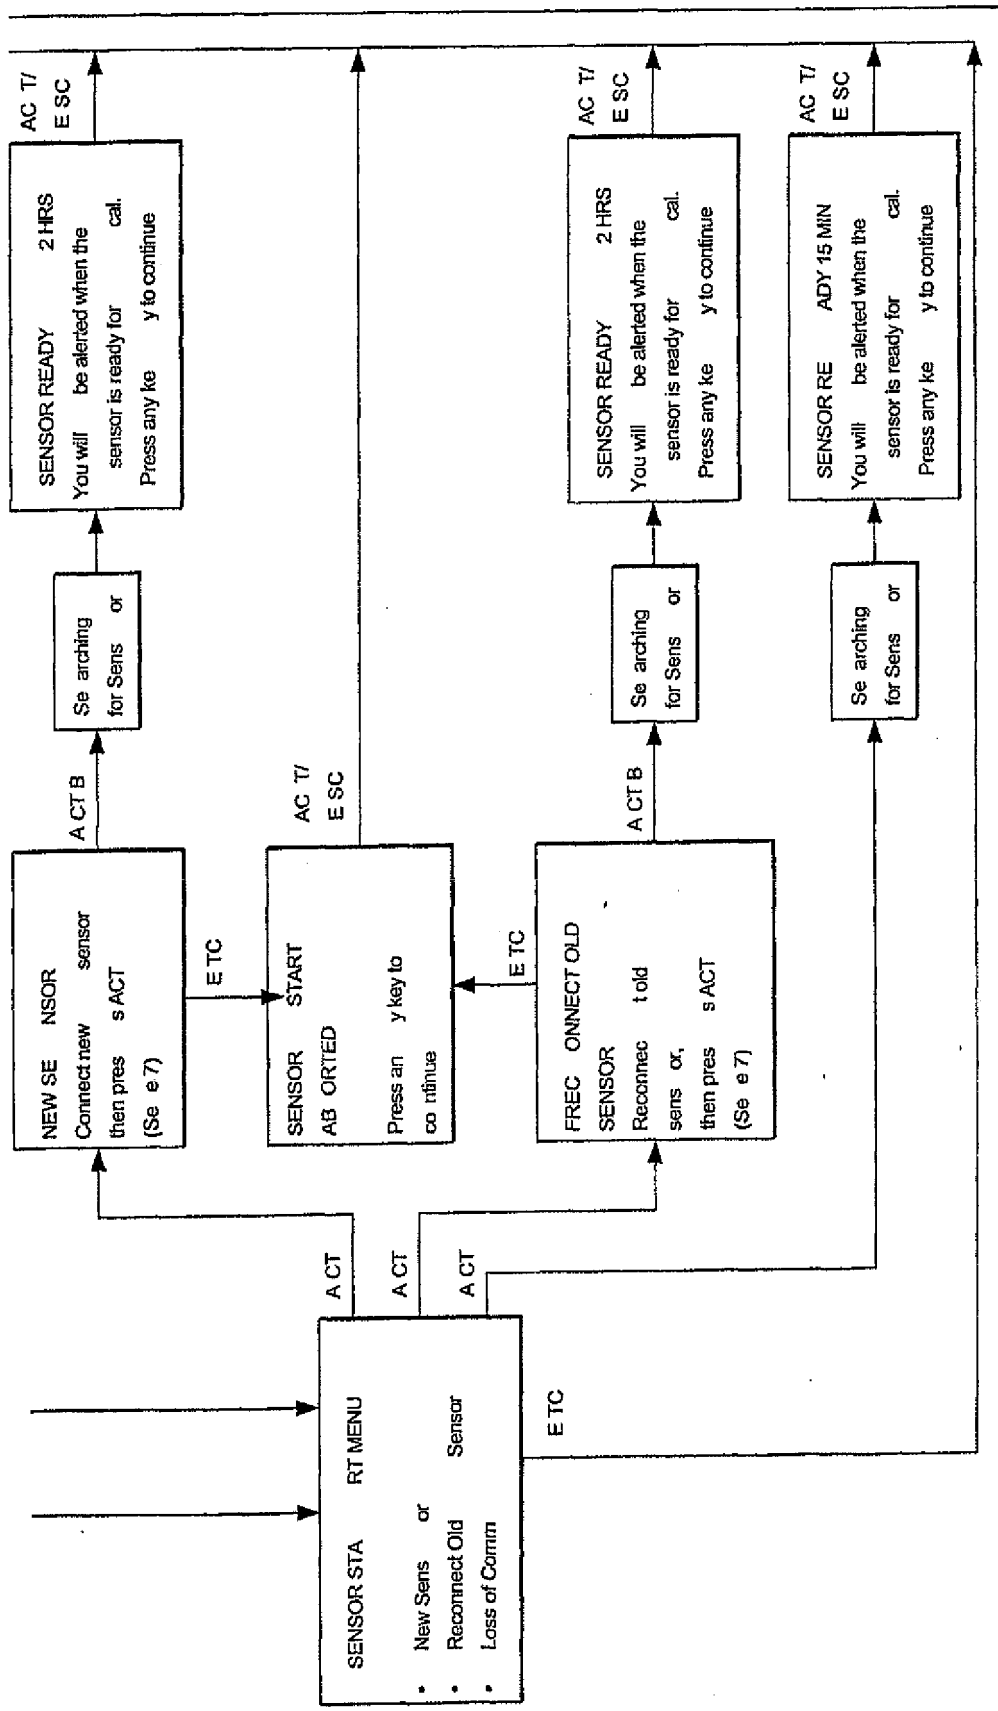 SENSOR STA RT MENU
• New Sens or
• Reconnect Old Sensor
• Loss of Comm
A CT
A CT
A CT
E TC
NEW SE NSOR
Connect new sensor
then pres s ACT
(Se e 7)
A CT B
E TC
SENSOR START
AB ORTED
Press an y key to
co ntinue
AC T/
E SC
E TC
FREC ONNECT OLD
SENSOR
Reconnec t old
sens or,
then pres s ACT
(Se e 7)
A CT B
Se arching
for Sens or
Se arching
for Sens or
Se arching
for Sens or
SENSOR READY 2 HRS
You will be alerted when the
sensor is ready for cal.
Press any ke y to continue
AC T/
E SC
SENSOR READY 2 HRS
You will be alerted when the
sensor is ready for cal.
Press any ke y to continue
AC T/
E SC
SENSOR RE ADY 15 MIN
You will be alerted when the
sensor is ready for cal.
Press any ke y to continue
AC T/
E SC